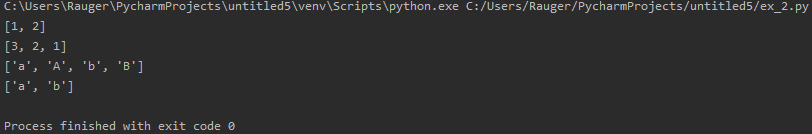 C:\Users\Rauger\PycharmProjects\untitled5\venv\Scripts\python.exe C:/Users/Rauger/PycharmProjects/untitled5/ex_2.py
[1, 2]
[3, 2, 1]
['a', 'A', 'b', 'B']
['a', 'b']
Process finished with exit code 0